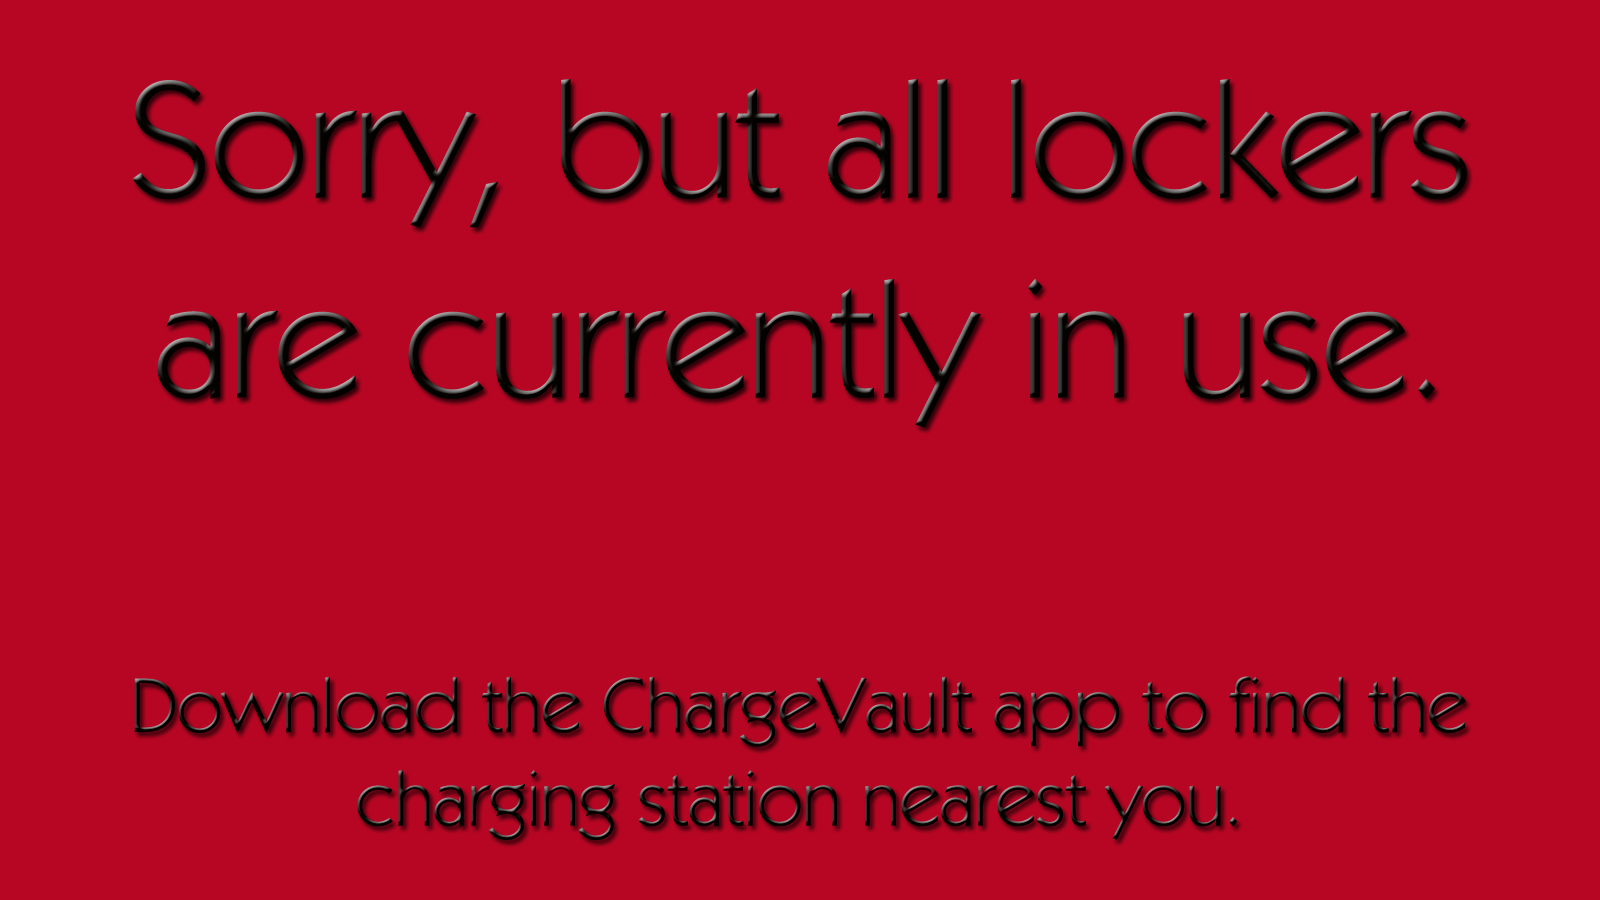 Sorry, but all lockers
are currently in use.
Download the ChargeVault app to find the
charging station nearest you.